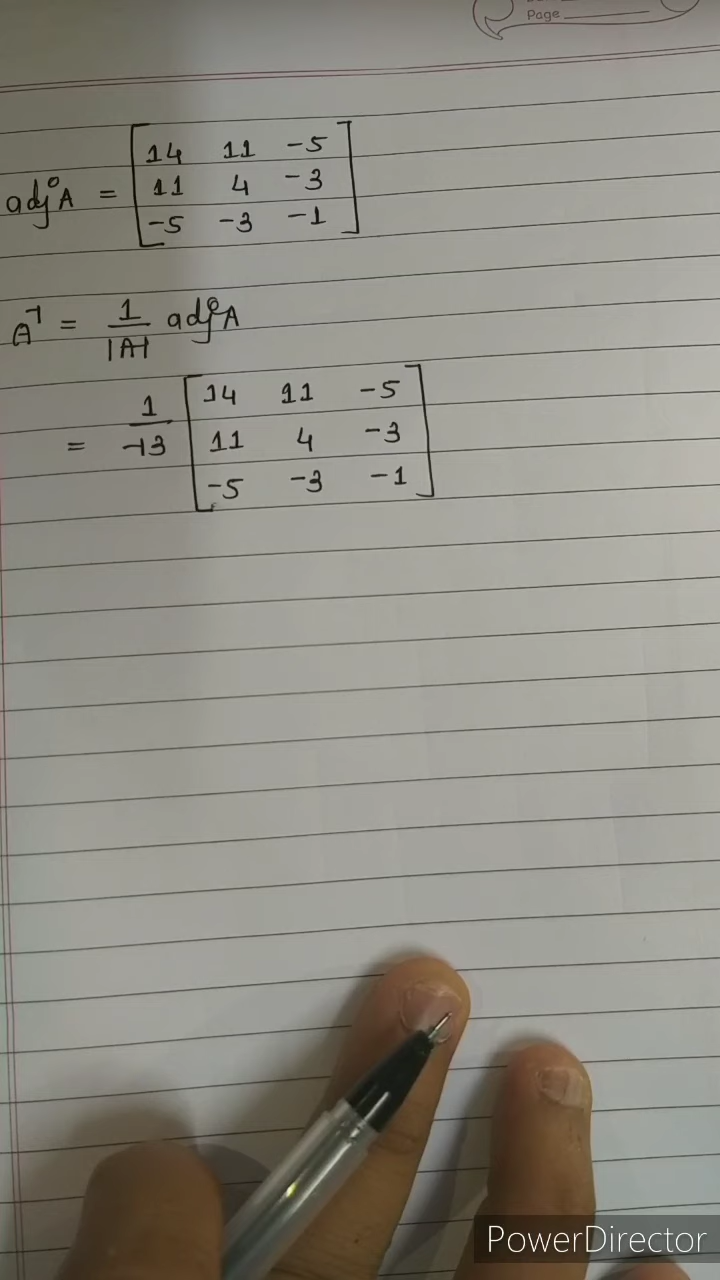 Page
adj A = [14 11 -5
11 4 -3
-5 -3 -1]
A⁻¹ = 1/|A| adj A
= 1/-13 [14 11 -5
11 4 -3
-5 -3 -1]
PowerDirector